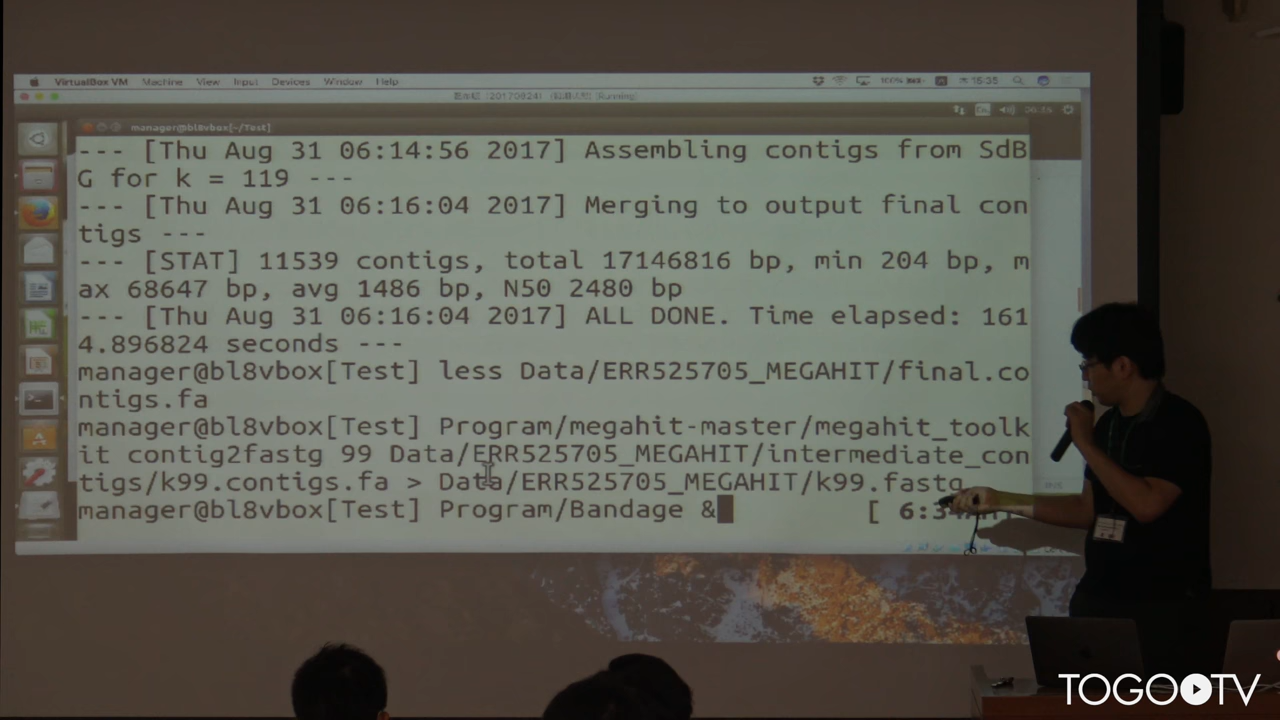 VirtualBox VM Machine View Input Devices Window Help
manager@bl8vbox[~/Test]
--- [Thu Aug 31 06:14:56 2017] Assembling contigs from SdB
G for k = 119 ---
--- [Thu Aug 31 06:16:04 2017] Merging to output final con
tigs ---
--- [STAT] 11539 contigs, total 17146816 bp, min 204 bp, m
ax 68647 bp, avg 1486 bp, N50 2480 bp
--- [Thu Aug 31 06:16:04 2017] ALL DONE. Time elapsed: 161
4.896824 seconds ---
manager@bl8vbox[Test] less Data/ERR525705_MEGAHIT/final.co
ntigs.fa
manager@bl8vbox[Test] Program/megahit-master/megahit_toolk
it contig2fastg 99 Data/ERR525705_MEGAHIT/intermediate_con
tigs/k99.contigs.fa > Data/ERR525705_MEGAHIT/k99.fastg
manager@bl8vbox[Test] Program/Bandage &
TOGOTV